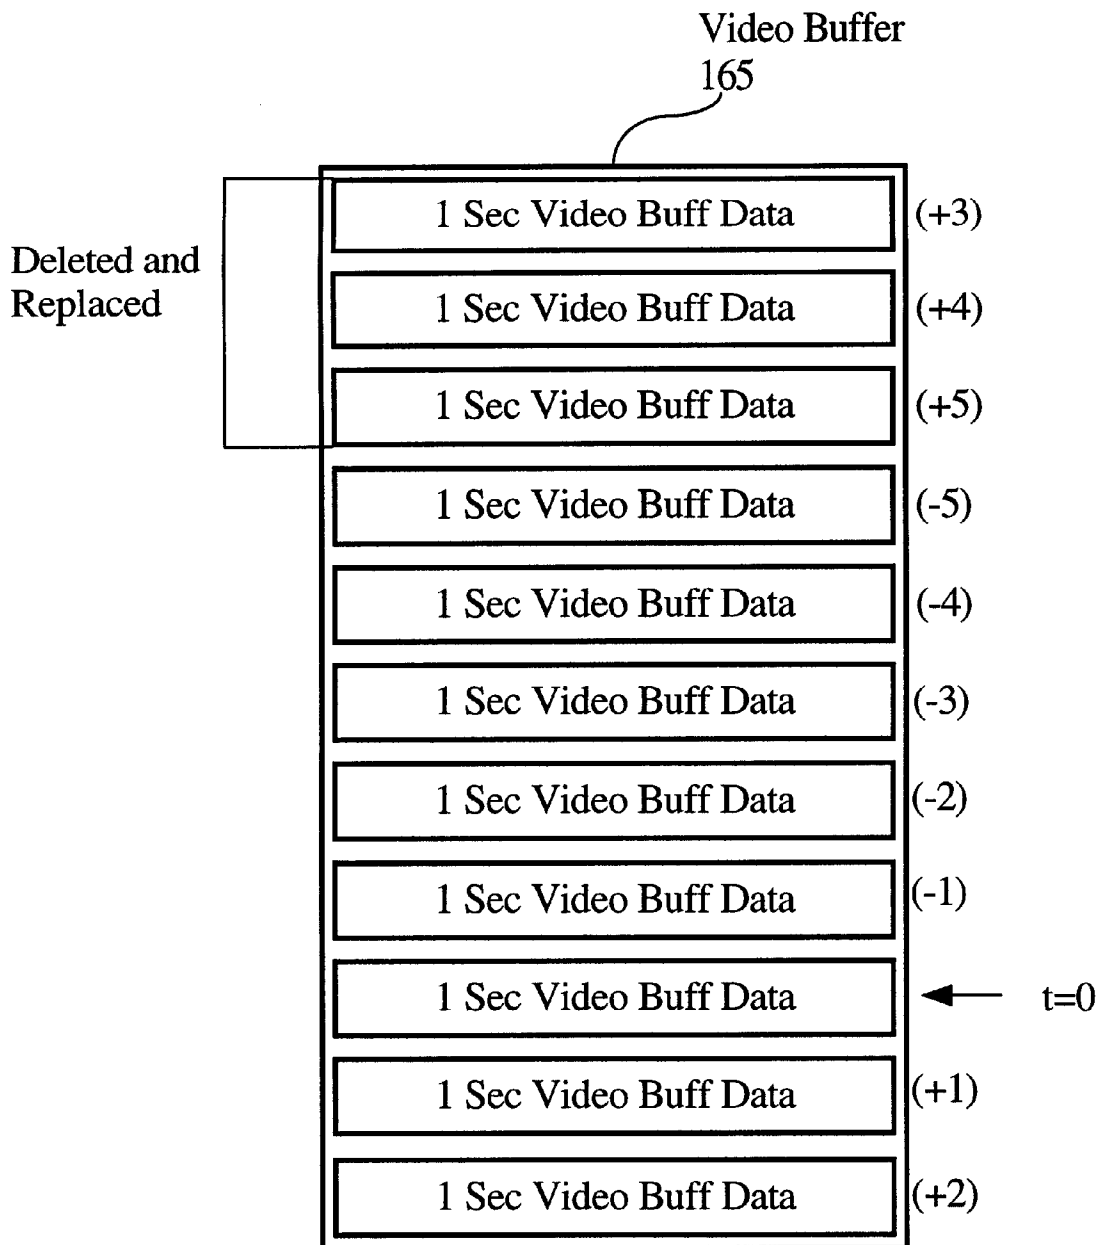 Video Buffer
165
Deleted and
Replaced
1 Sec Video Buff Data (+3)
1 Sec Video Buff Data (+4)
1 Sec Video Buff Data (+5)
1 Sec Video Buff Data (-5)
1 Sec Video Buff Data (-4)
1 Sec Video Buff Data (-3)
1 Sec Video Buff Data (-2)
1 Sec Video Buff Data (-1)
1 Sec Video Buff Data t=0
1 Sec Video Buff Data (+1)
1 Sec Video Buff Data (+2)